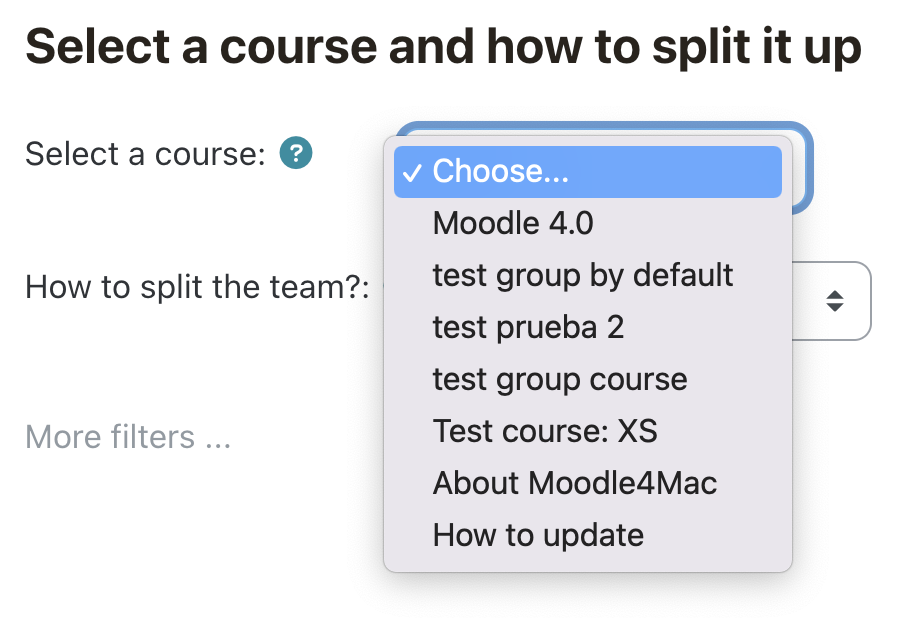 Select a course and how to split it up
Select a course: ?
✓ Choose...
Moodle 4.0
test group by default
How to split the team?:
test prueba 2
test group course
Test course: XS
More filters ...
About Moodle4Mac
How to update